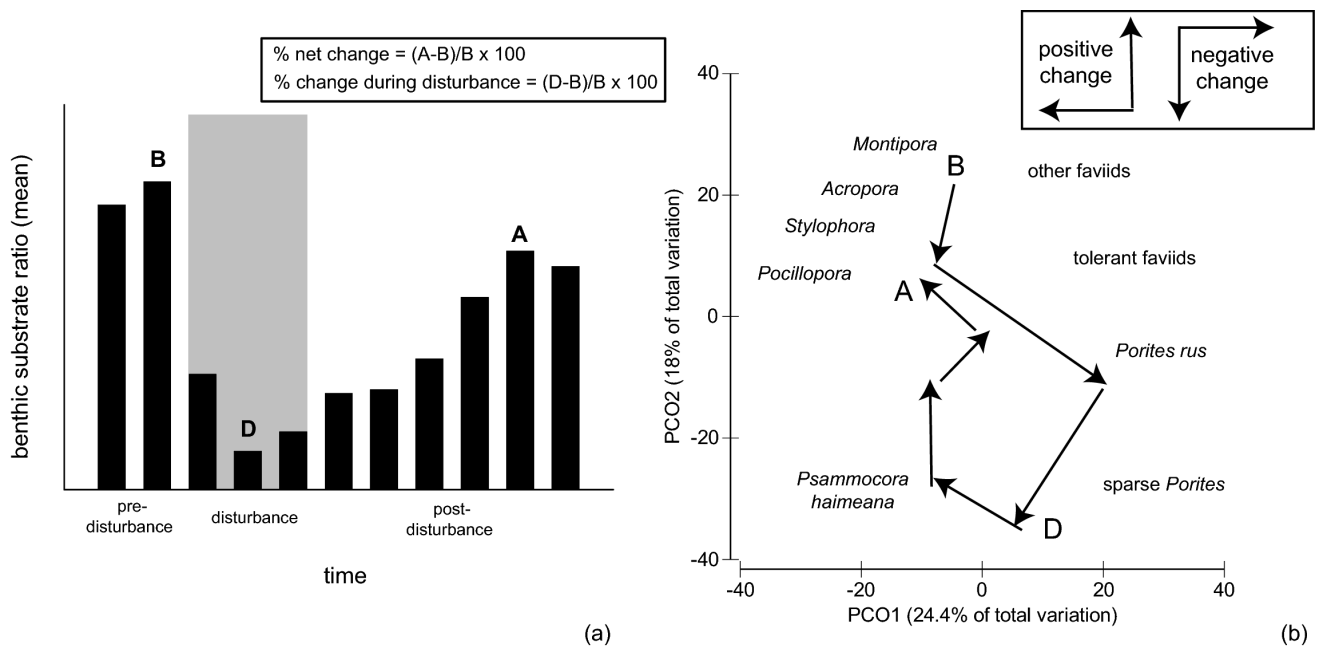 % net change = (A-B)/B x 100
% change during disturbance = (D-B)/B x 100
benthic substrate ratio (mean)
B
D
A
pre-
disturbance
disturbance
post-
disturbance
time
(a)
positive
change
negative
change
PCO2 (18% of total variation)
40
20
0
-20
-40
Montipora
B
other faviids
Acropora
Stylophora
tolerant faviids
Pocillopora
A
Porites rus
Psammocora
haimeana
sparse Porites
D
-40
-20
0
20
40
PCO1 (24.4% of total variation)
(b)